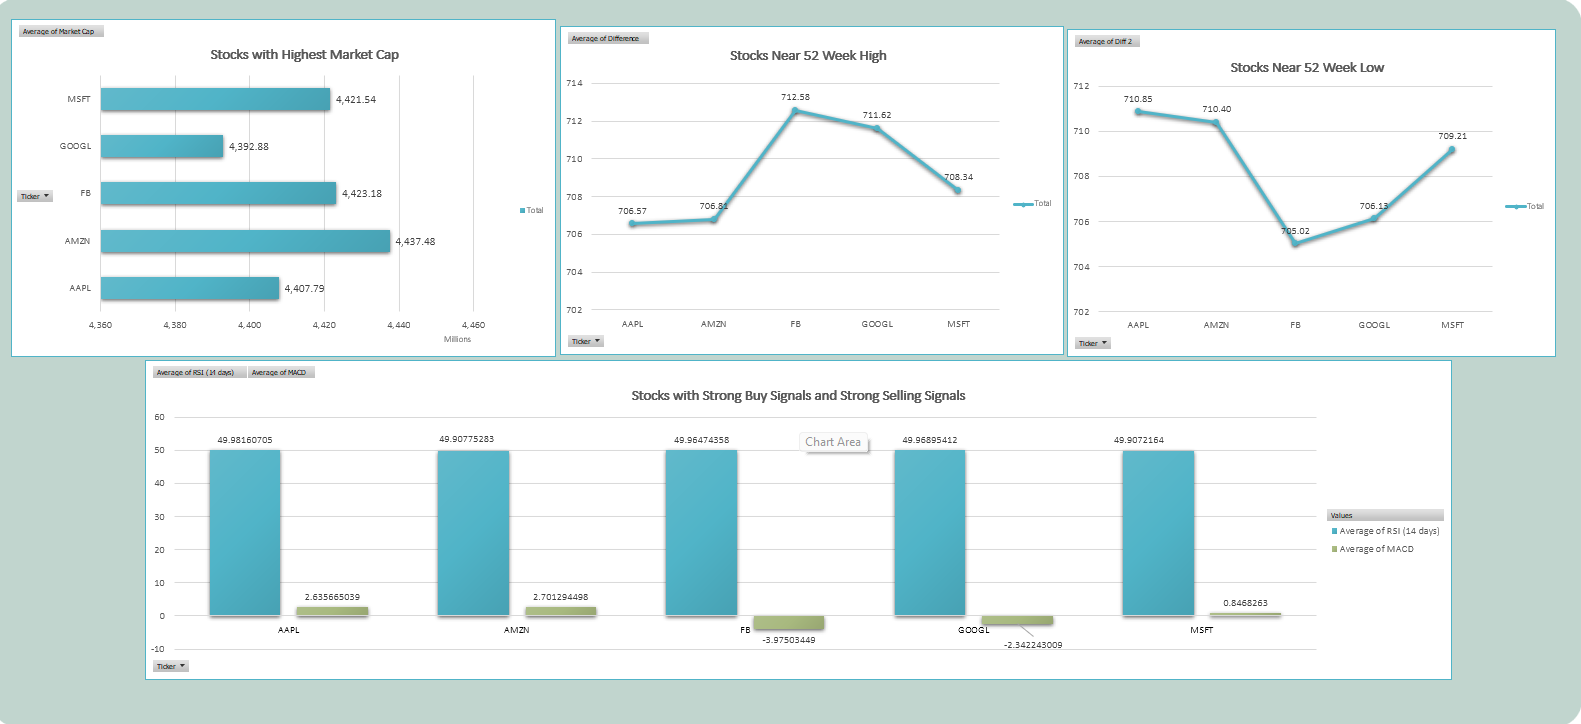 Average of Market Cap
Stocks with Highest Market Cap
MSFT
4,421.54
GOOGL
4,392.88
Ticker
FB
4,423.18
Total
AMZN
4,437.48
AAPL
4,407.79
4,360 4,380 4,400 4,420 4,440 4,460
Millions
Average of Difference
Stocks Near 52 Week High
714
712
710
708
706
704
702
706.57
706.81
712.58
711.62
708.34
Total
AAPL AMZN FB GOOGL MSFT
Ticker
Average of Diff 2
Stocks Near 52 Week Low
712
710
708
706
704
702
710.85
710.40
705.02
706.13
709.21
Total
AAPL AMZN FB GOOGL MSFT
Ticker
Average of RSI (14 days) Average of MACD
Stocks with Strong Buy Signals and Strong Selling Signals
60
50
40
30
20
10
0
-10
49.98160705 49.90775283 49.96474358 49.96895412 49.9072164
Chart Area
2.635665039 2.701294498 -3.97503449 -2.342243009 0.8468263
AAPL AMZN FB GOOGL MSFT
Values
Average of RSI (14 days)
Average of MACD
Ticker